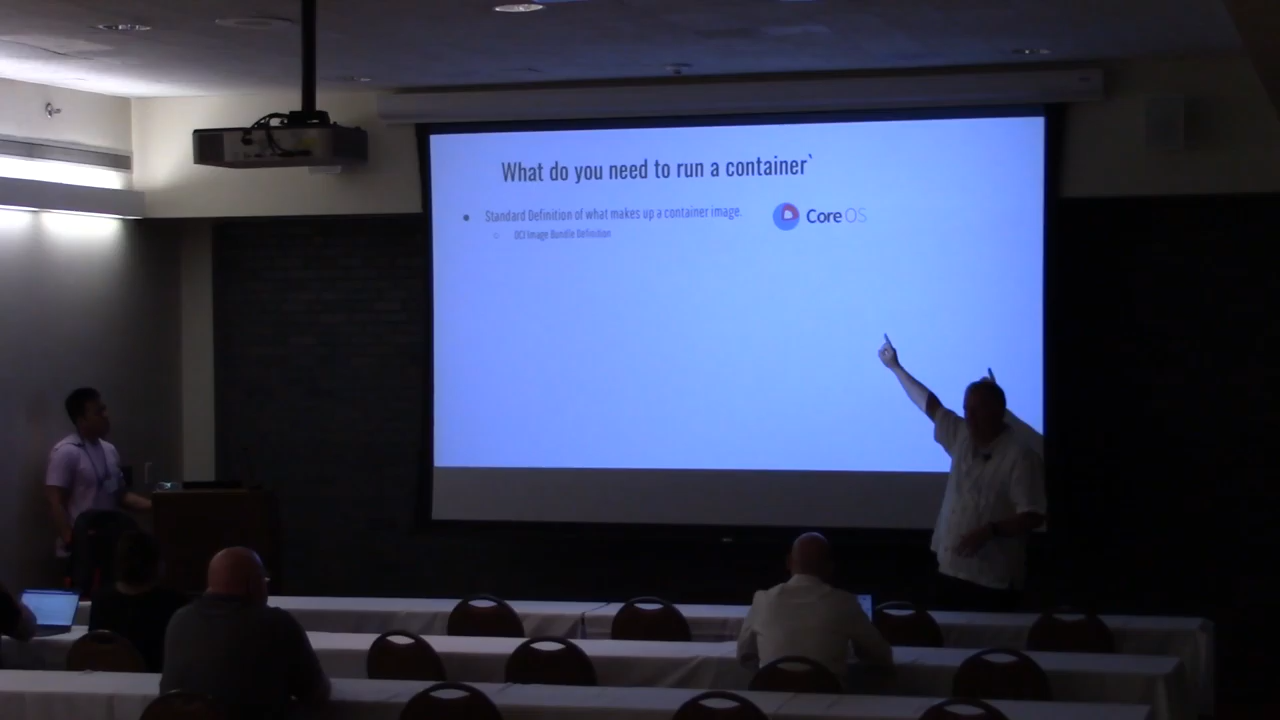 What do you need to run a container`
Standard Definition of what makes up a container image.
OCI Image Bundle Definition
Core OS